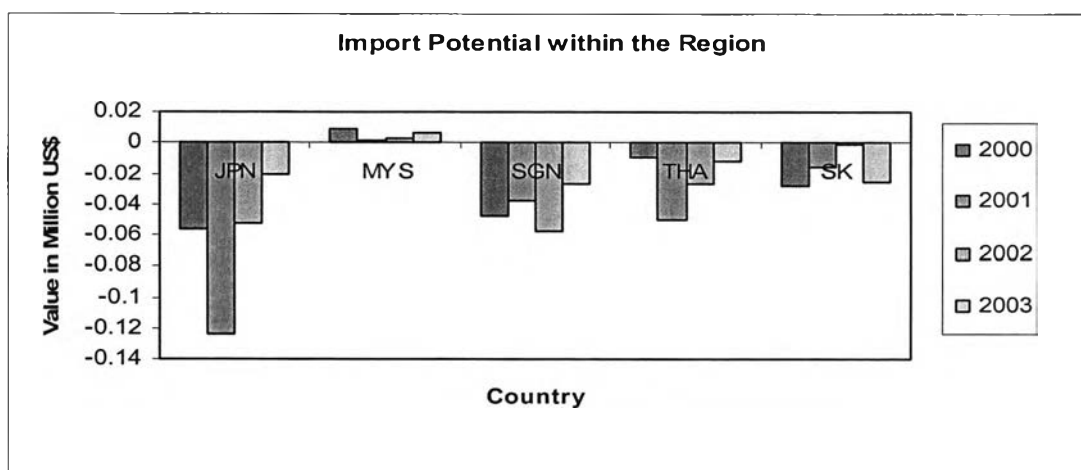 Import Potential within the Region
Value in Million US$
0.02
0
-0.02
-0.04
-0.06
-0.08
-0.1
-0.12
-0.14
JPN
MYS
SGN
THA
SK
Country
2000
2001
2002
2003